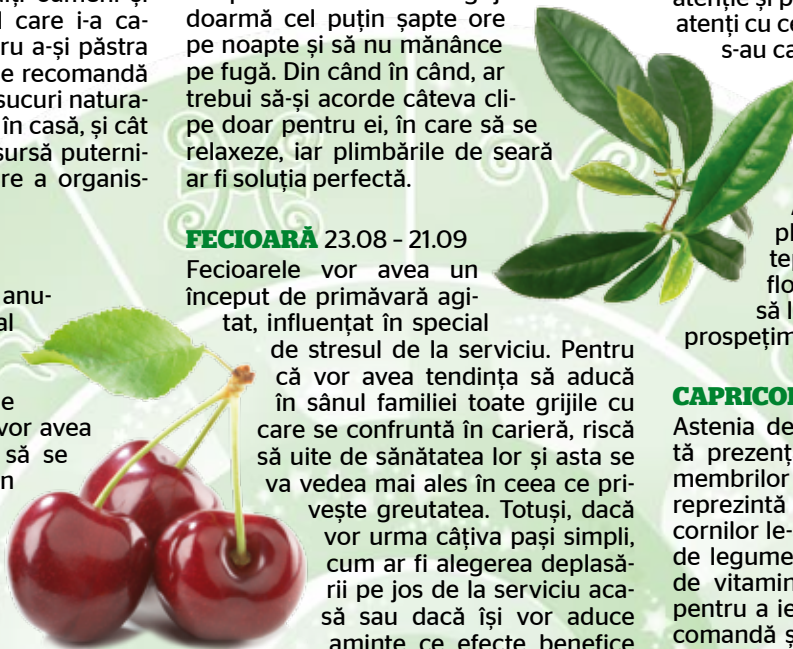 care i-a ca-
ru a-și păstra
e recomandă
sucuri natura-
în casă, și cât
sursă puterni-
re a organis-
anu-
al
e
vor avea
să se
n
doarmă cel puțin șapte ore
pe noapte și să nu mănânce
pe fugă. Din când în când, ar
trebui să-și acorde câteva cli-
pe doar pentru ei, în care să se
relaxeze, iar plimbările de seară
ar fi soluția perfectă.
FECIOARĂ 23.08 - 21.09
Fecioarele vor avea un
început de primăvară agi-
tat, influențat în special
de stresul de la serviciu. Pentru
că vor avea tendința să aducă
în sânul familiei toate grijile cu
care se confruntă în carieră, riscă
să uite de sănătatea lor și asta se
va vedea mai ales în ceea ce pri-
vește greutatea. Totuși, dacă
vor urma câțiva pași simpli,
cum ar fi alegerea deplasă-
rii pe jos de la serviciu aca-
să sau dacă își vor aduce
aminte ce efecte benefice
atenție și p
atenți cu ce
s-au ca
pl
tep
flo
să l
prospețim
CAPRICO
Astenia de
tă prezenț
membrilor
reprezintă
cornilor le-
de legume
de vitamin
pentru a ie
comandă ș